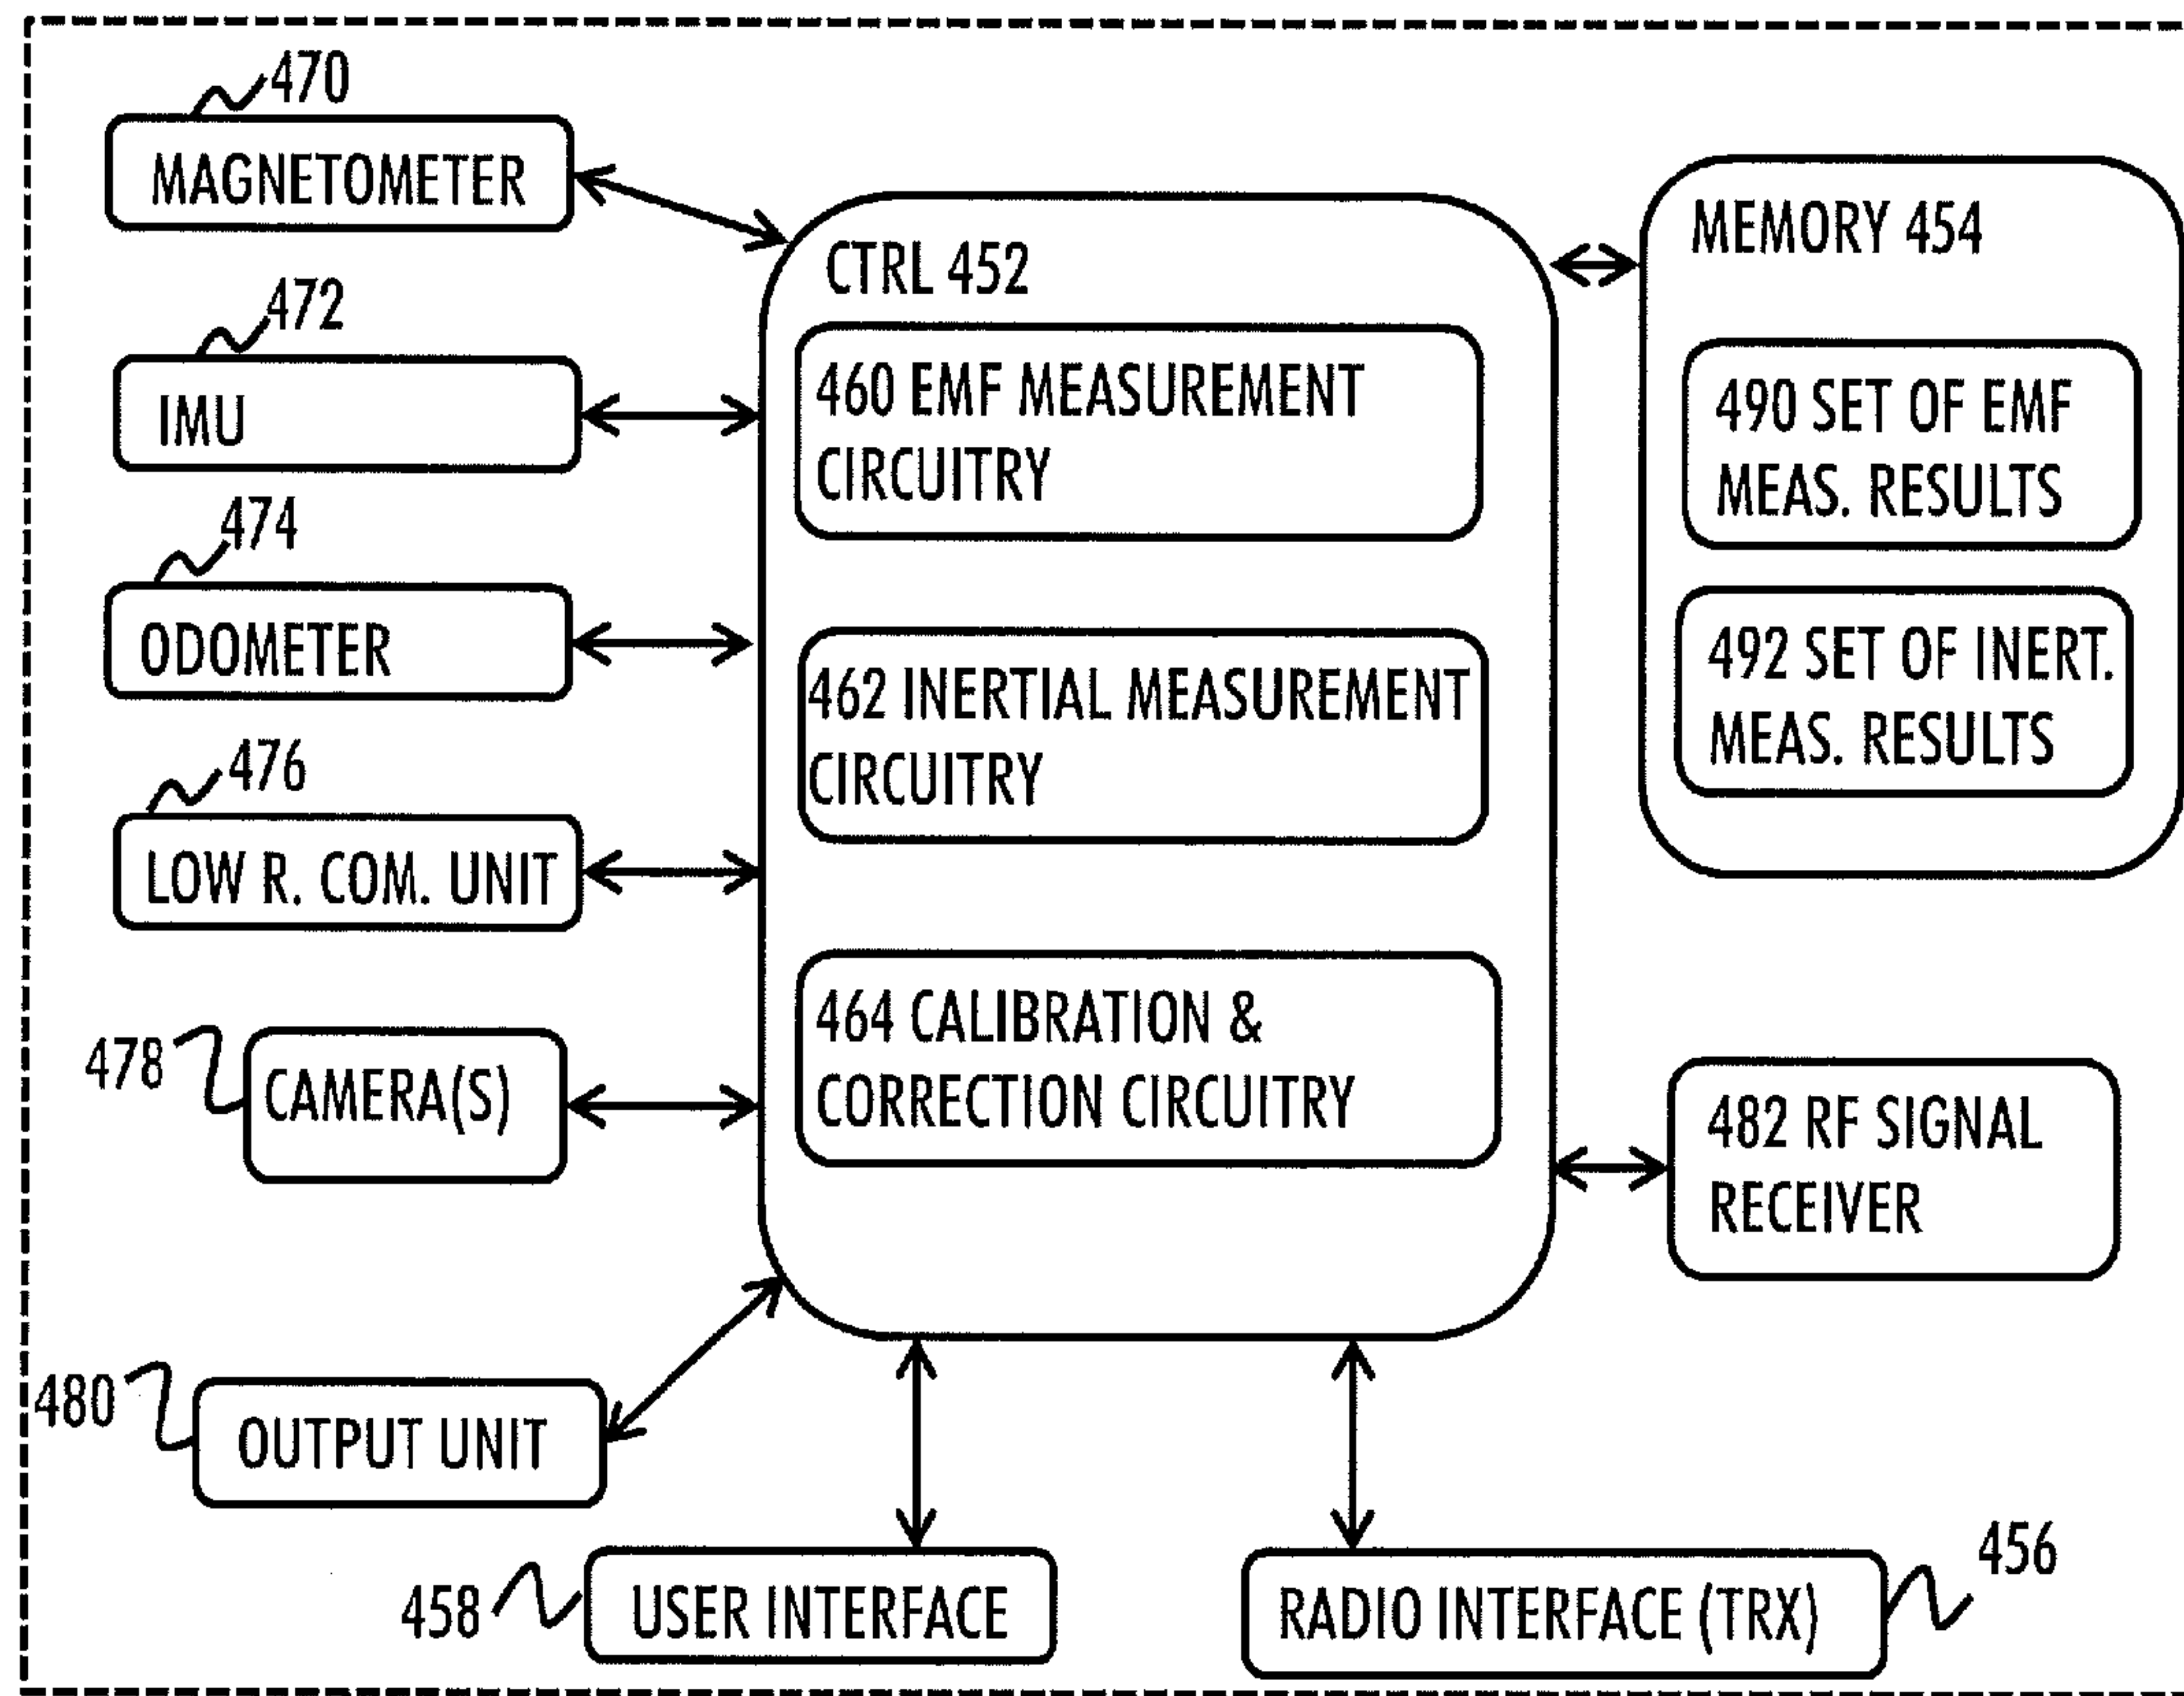 470
MAGNETOMETER
472
IMU
474
ODOMETER
476
LOW R. COM. UNIT
478
CAMERA(S)
480
OUTPUT UNIT
CTRL 452
460 EMF MEASUREMENT
CIRCUITRY
462 INERTIAL MEASUREMENT
CIRCUITRY
464 CALIBRATION &
CORRECTION CIRCUITRY
MEMORY 454
490 SET OF EMF
MEAS. RESULTS
492 SET OF INERT.
MEAS. RESULTS
482 RF SIGNAL
RECEIVER
458
USER INTERFACE
RADIO INTERFACE (TRX)
456